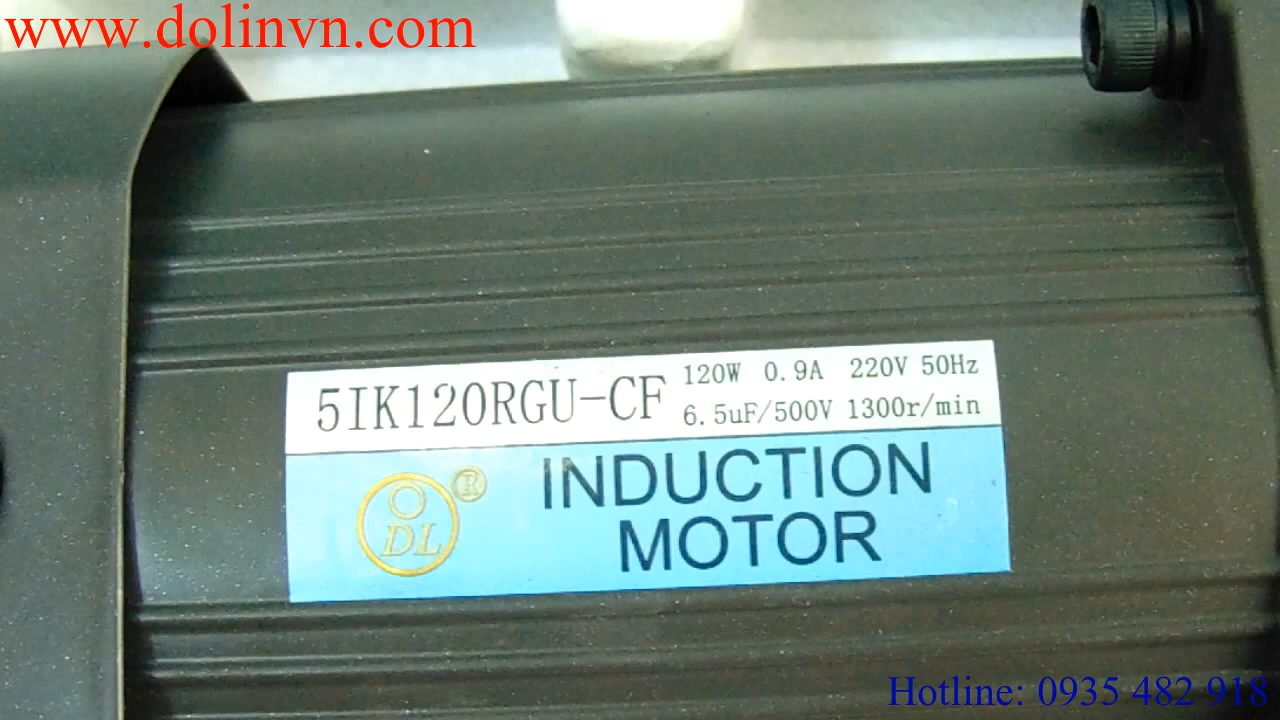 www.dolinvn.com
5IK120RGU-CF
120W 0.9A 220V 50Hz
6.5uF/500V 1300r/min
DL ®
INDUCTION
MOTOR
Hotline: 0935 482 918